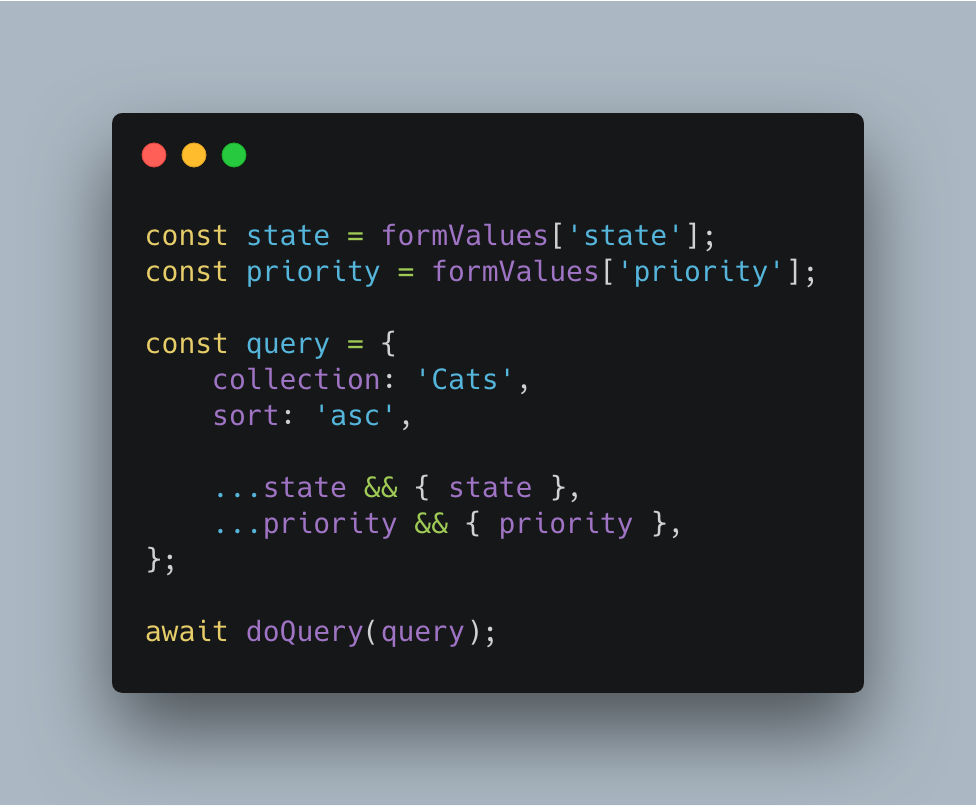 const state = formValues['state'];
const priority = formValues['priority'];
const query = {
    collection: 'Cats',
    sort: 'asc',
    ...state && { state },
    ...priority && { priority },
};
await doQuery(query);